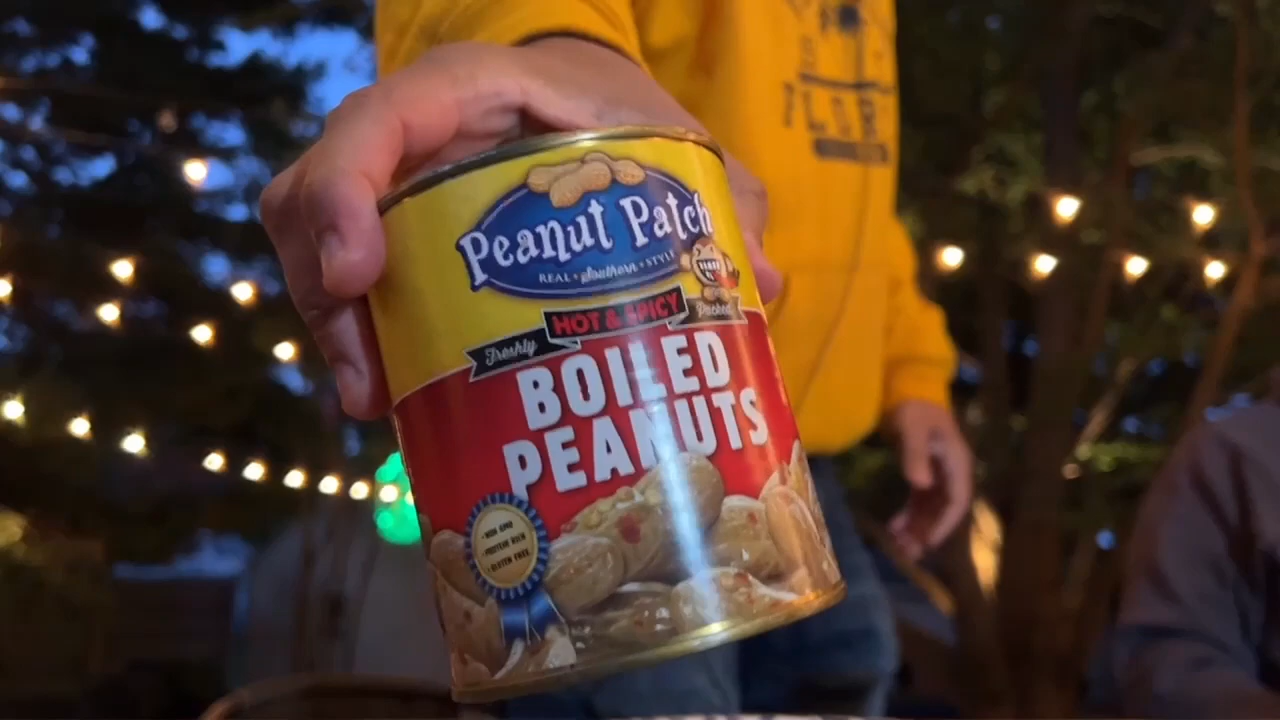 Peanut Patch
REAL • Southern • STYLE
HOT & SPICY
Freshly Packed
BOILED
PEANUTS
• NON GMO
• PROTEIN RICH
• GLUTEN FREE